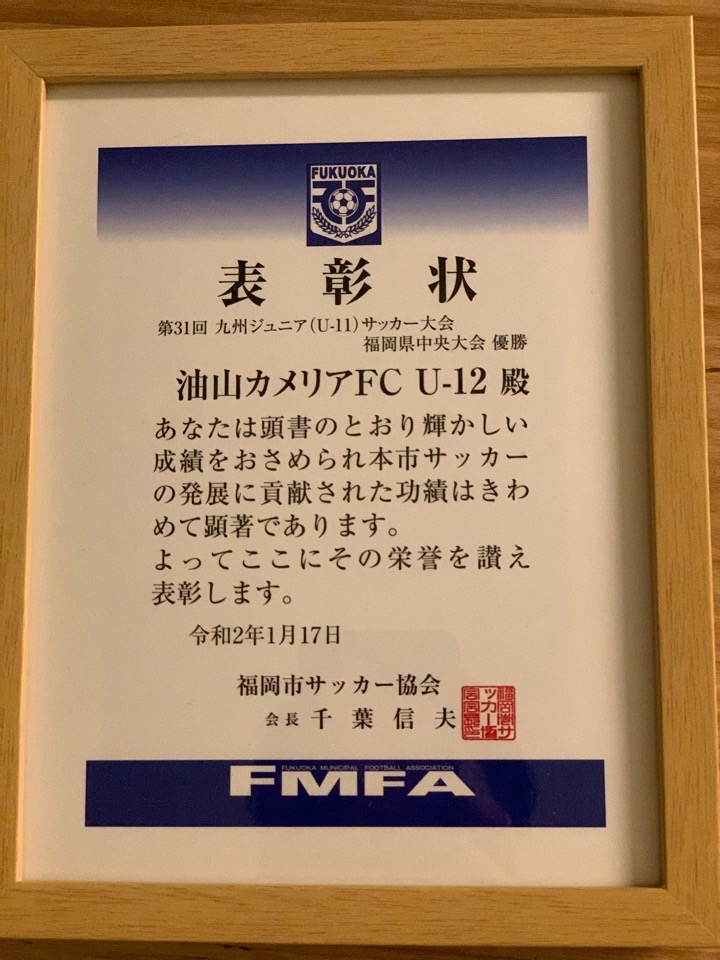 FUKUOKA
表彰状
第31回 九州ジュニア(U-11)サッカー大会
福岡県中央大会 優勝
油山カメリアFC U-12 殿
あなたは頭書のとおり輝かしい
成績をおさめられ本市サッカー
の発展に貢献された功績はきわ
めて顕著であります。
よってここにその栄誉を讃え
表彰します。
令和2年1月17日
福岡市サッカー協会
会長 千葉信夫
FUKUOKA MUNICIPAL FOOTBALL ASSOCIATION
FMFA